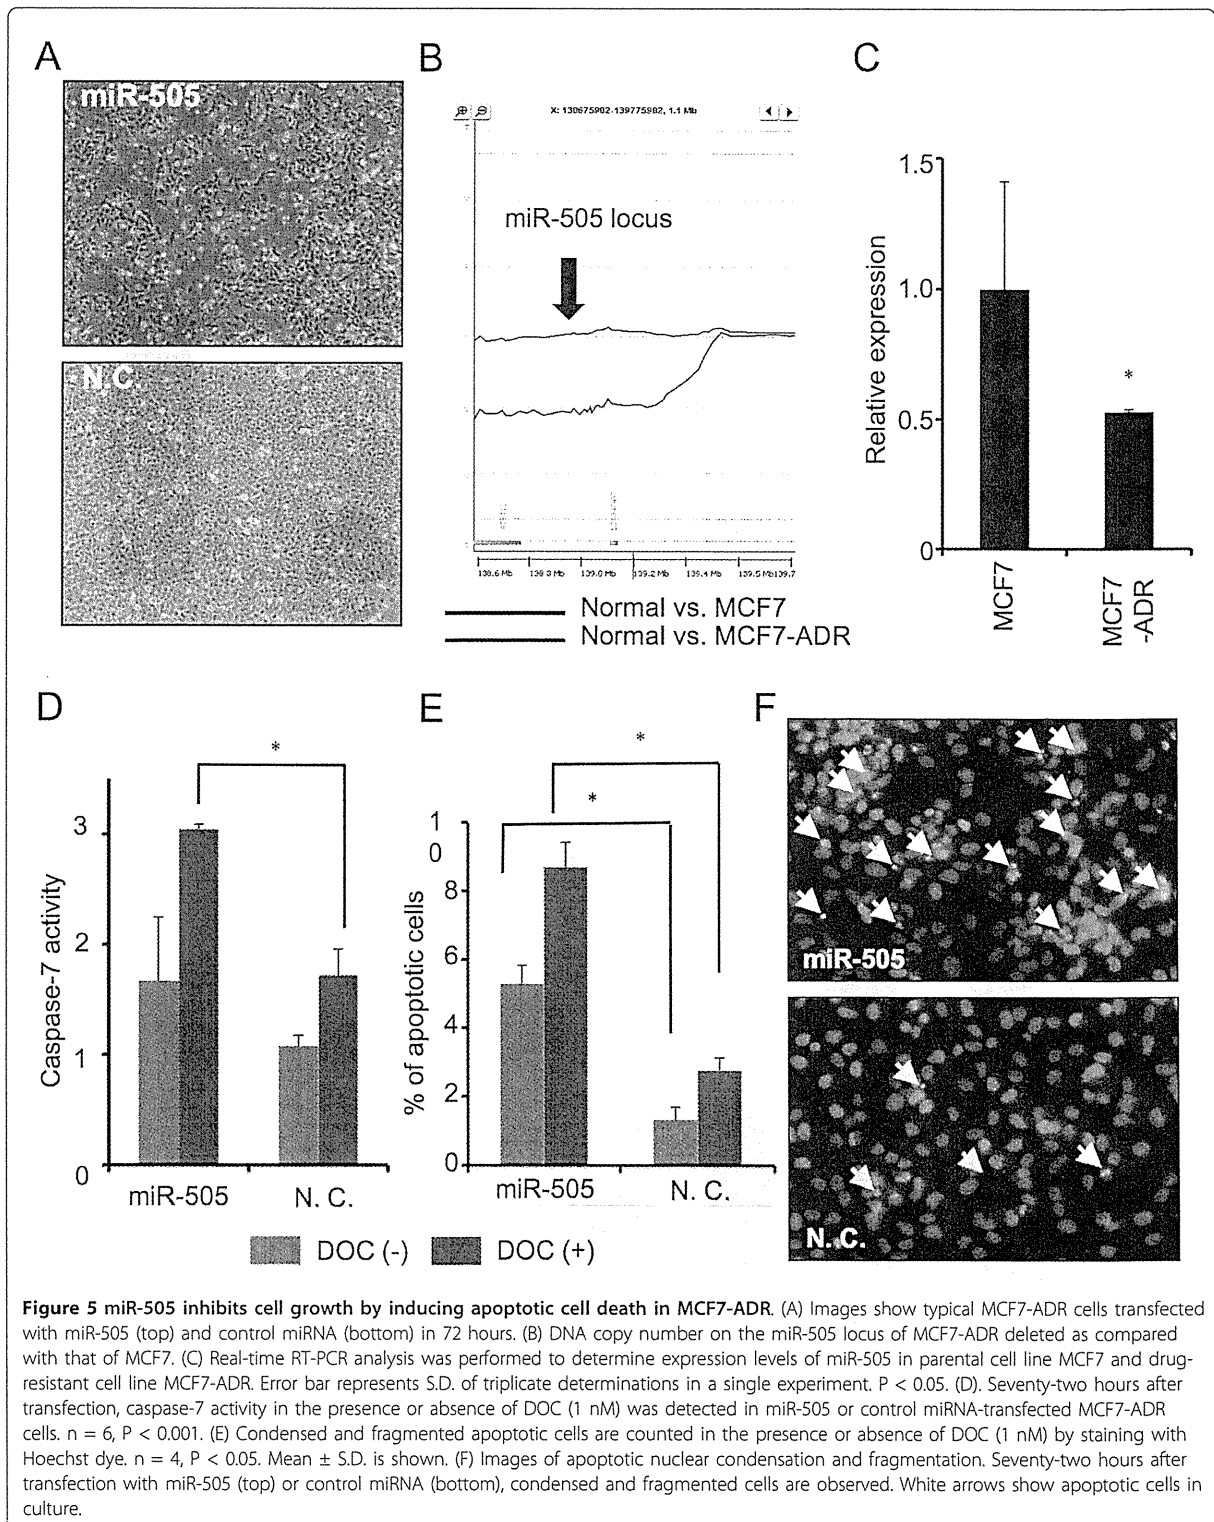 A
miR-505
N.C.
B
X: 138675902-139775902, 1.1 Mb
miR-505 locus
138.6 Mb 138.8 Mb 139.0 Mb 139.2 Mb 139.4 Mb 139.5 Mb 139.7
Normal vs. MCF7
Normal vs. MCF7-ADR
C
Relative expression
1.5
1.0
0.5
0
*
MCF7
MCF7
-ADR
D
Caspase-7 activity
3
2
1
0
*
miR-505
N. C.
E
% of apoptotic cells
1
0
8
6
4
2
0
*
*
miR-505
N. C.
DOC (-)
DOC (+)
F
miR-505
N. C.
Figure 5 miR-505 inhibits cell growth by inducing apoptotic cell death in MCF7-ADR. (A) Images show typical MCF7-ADR cells transfected
with miR-505 (top) and control miRNA (bottom) in 72 hours. (B) DNA copy number on the miR-505 locus of MCF7-ADR deleted as compared
with that of MCF7. (C) Real-time RT-PCR analysis was performed to determine expression levels of miR-505 in parental cell line MCF7 and drug-
resistant cell line MCF7-ADR. Error bar represents S.D. of triplicate determinations in a single experiment. P < 0.05. (D). Seventy-two hours after
transfection, caspase-7 activity in the presence or absence of DOC (1 nM) was detected in miR-505 or control miRNA-transfected MCF7-ADR
cells. n = 6, P < 0.001. (E) Condensed and fragmented apoptotic cells are counted in the presence or absence of DOC (1 nM) by staining with
Hoechst dye. n = 4, P < 0.05. Mean ± S.D. is shown. (F) Images of apoptotic nuclear condensation and fragmentation. Seventy-two hours after
transfection with miR-505 (top) or control miRNA (bottom), condensed and fragmented cells are observed. White arrows show apoptotic cells in
culture.